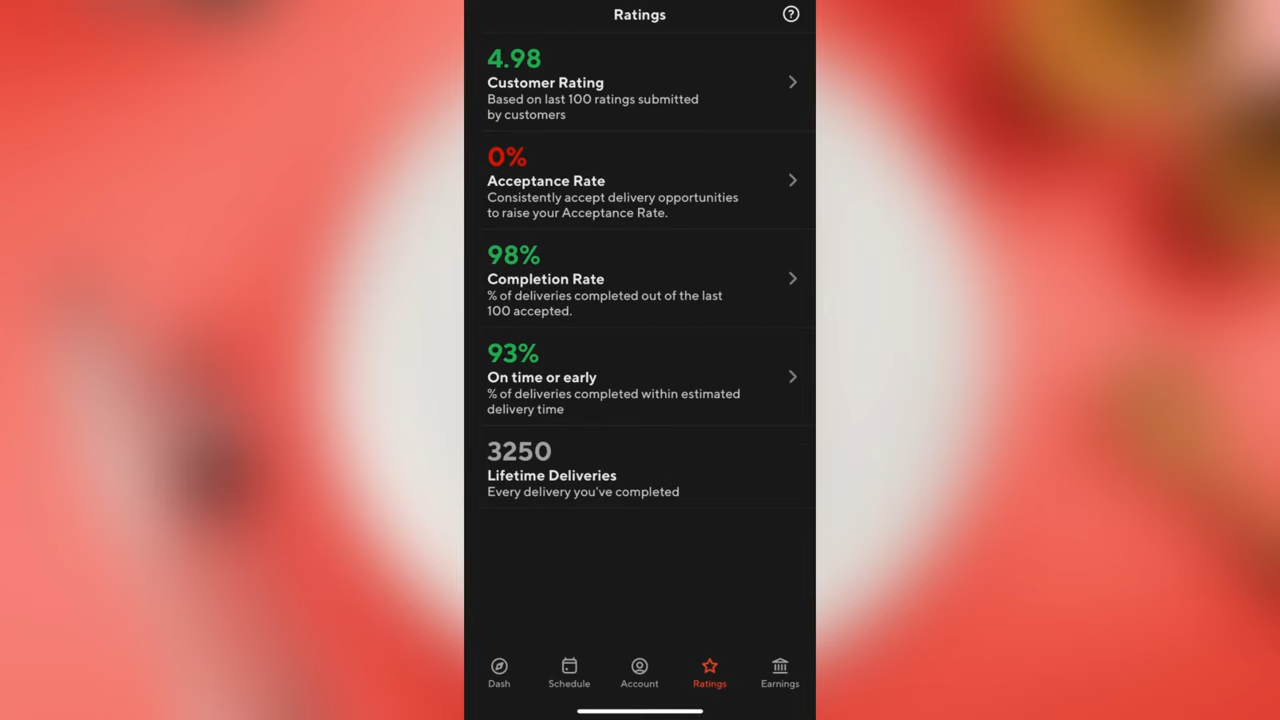 Ratings
4.98
Customer Rating
Based on last 100 ratings submitted
by customers
0%
Acceptance Rate
Consistently accept delivery opportunities
to raise your Acceptance Rate.
98%
Completion Rate
% of deliveries completed out of the last
100 accepted.
93%
On time or early
% of deliveries completed within estimated
delivery time
3250
Lifetime Deliveries
Every delivery you've completed
Dash Schedule Account Ratings Earnings